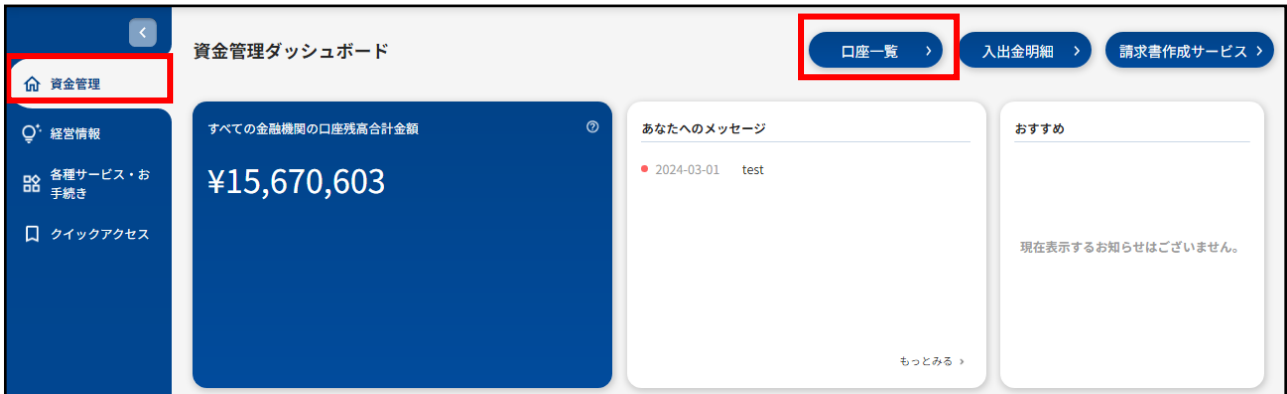 資金管理
経営情報
各種サービス・お
手続き
クイックアクセス
資金管理ダッシュボード
口座一覧
入出金明細
請求書作成サービス
すべての金融機関の口座残高合計金額
¥15,670,603
あなたへのメッセージ
2024-03-01 test
もっとみる
おすすめ
現在表示するお知らせはございません。